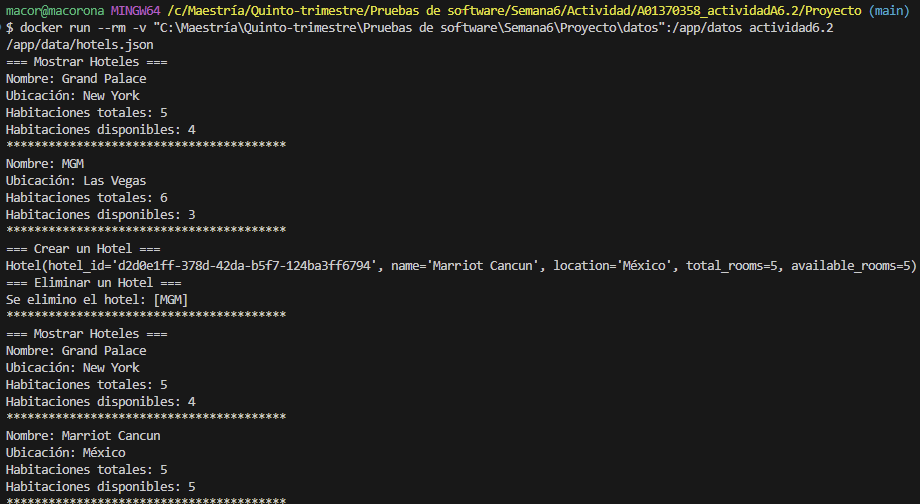 macor@macorona MINGW64 /c/Maestría/Quinto-trimestre/Pruebas de software/Semana6/Actividad/A01370358_actividadA6.2/Proyecto (main)
$ docker run --rm -v "C:\Maestría\Quinto-trimestre\Pruebas de software\Semana6\Proyecto\datos":/app/datos actividad6.2
/app/data/hotels.json
=== Mostrar Hoteles ===
Nombre: Grand Palace
Ubicación: New York
Habitaciones totales: 5
Habitaciones disponibles: 4
****************************************
Nombre: MGM
Ubicación: Las Vegas
Habitaciones totales: 6
Habitaciones disponibles: 3
****************************************
=== Crear un Hotel ===
Hotel(hotel_id='d2d0e1ff-378d-42da-b5f7-124ba3ff6794', name='Marriot Cancun', location='México', total_rooms=5, available_rooms=5)
=== Eliminar un Hotel ===
Se elimino el hotel: [MGM]
****************************************
=== Mostrar Hoteles ===
Nombre: Grand Palace
Ubicación: New York
Habitaciones totales: 5
Habitaciones disponibles: 4
****************************************
Nombre: Marriot Cancun
Ubicación: México
Habitaciones totales: 5
Habitaciones disponibles: 5
****************************************